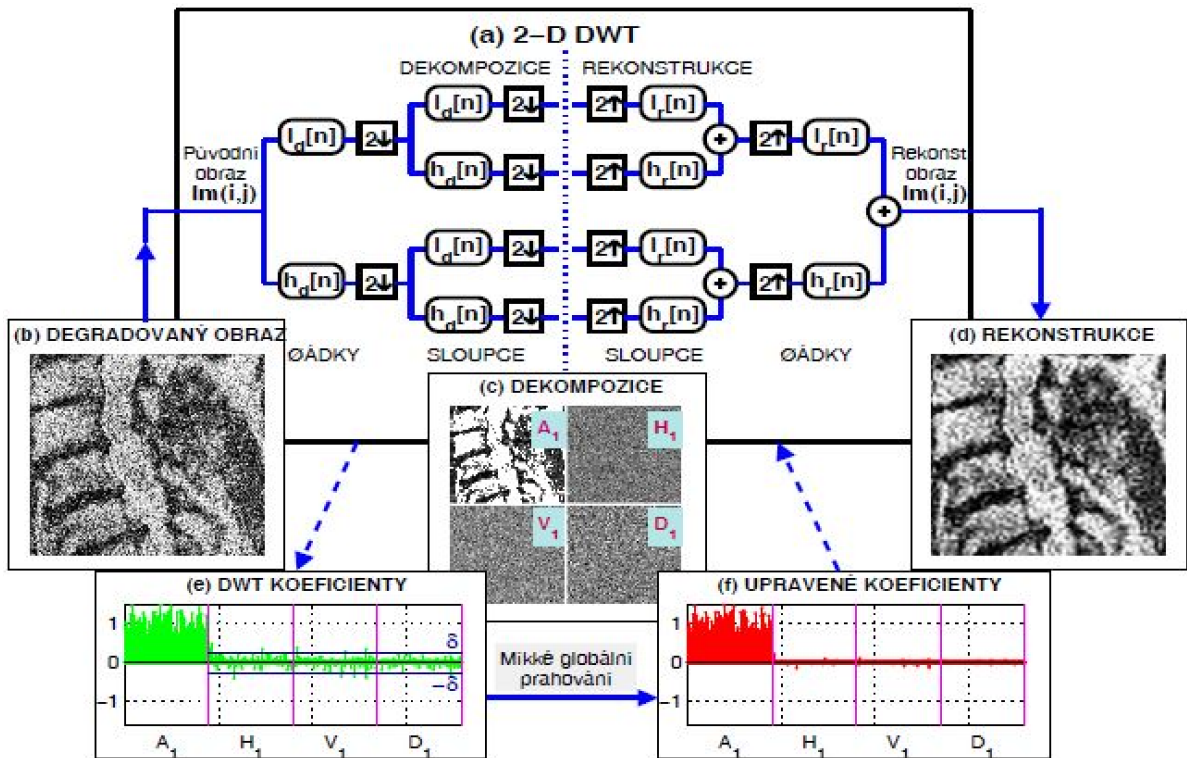 (a) 2-D DWT
DEKOMPOZICE
REKONSTRUKCE
l_d[n] 2↓ 2↑ l_r[n]
Původní
obraz
Im(i,j)
l_d[n] 2↓
+ 2↑ l_r[n]
Rekonst
obraz
Im(i,j)
h_d[n] 2↓ 2↑ h_r[n]
+
l_d[n] 2↓ 2↑ l_r[n]
h_d[n] 2↓
+ 2↑ h_r[n]
h_d[n] 2↓ 2↑ h_r[n]
ØÁDKY
SLOUPCE
SLOUPCE
ØÁDKY
(b) DEGRADOVANÝ OBRAZ
(c) DEKOMPOZICE
A_1 H_1
V_1 D_1
(d) REKONSTRUKCE
(e) DWT KOEFICIENTY
1
0
-1
δ
-δ
A_1 H_1 V_1 D_1
Mikké globální
prahování
(f) UPRAVENÉ KOEFICIENTY
1
0
-1
A_1 H_1 V_1 D_1